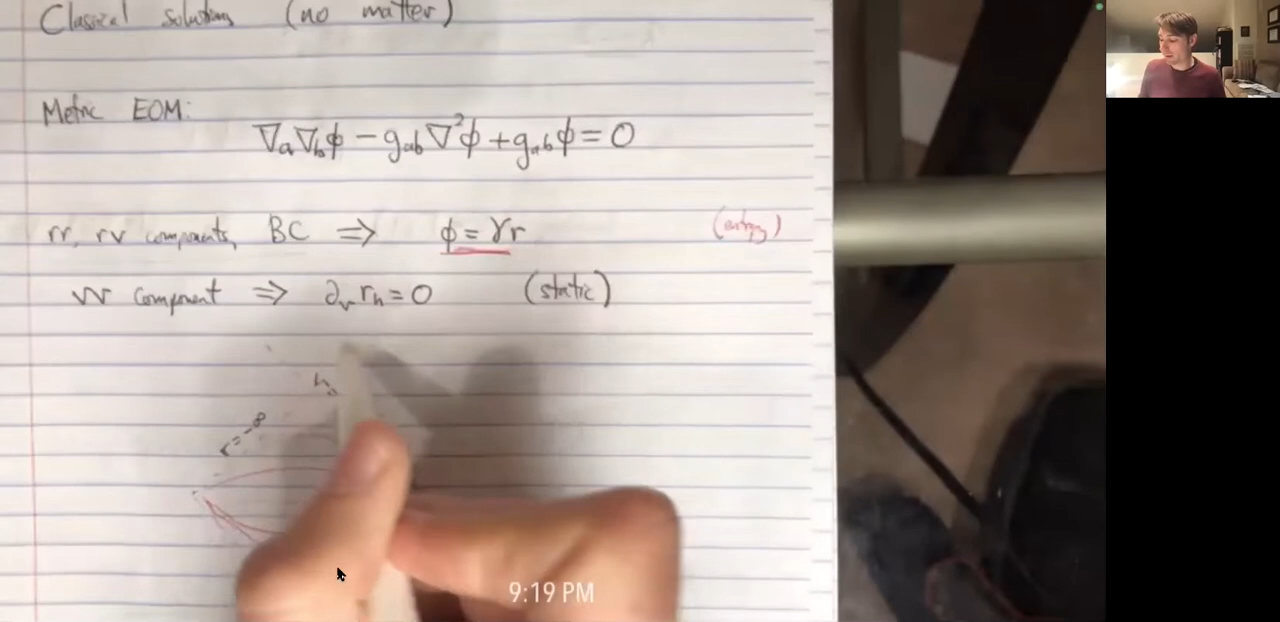 Classical solutions (no matter)
Metric EOM:
∇a∇bϕ − gab∇²ϕ + gabϕ = 0
rr, rv components, BC ⇒ ϕ = γr (entropy)
vv component ⇒ ∂v rh = 0 (static)
r = -∞
9:19 PM